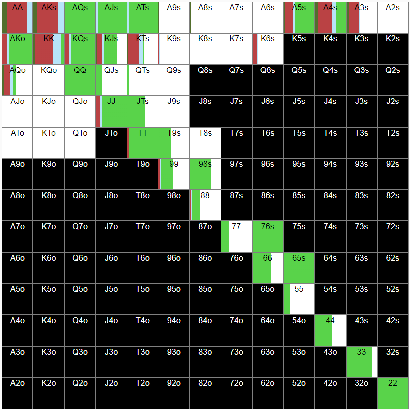 AA AKs AQs AJs ATs A9s A8s A7s A6s A5s A4s A3s A2s
AKo KK KQs KJs KTs K9s K8s K7s K6s K5s K4s K3s K2s
AQo KQo QQ QJs QTs Q9s Q8s Q7s Q6s Q5s Q4s Q3s Q2s
AJo KJo QJo JJ JTs J9s J8s J7s J6s J5s J4s J3s J2s
ATo KTo QTo JTo TT T9s T8s T7s T6s T5s T4s T3s T2s
A9o K9o Q9o J9o T9o 99 98s 97s 96s 95s 94s 93s 92s
A8o K8o Q8o J8o T8o 98o 88 87s 86s 85s 84s 83s 82s
A7o K7o Q7o J7o T7o 97o 87o 77 76s 75s 74s 73s 72s
A6o K6o Q6o J6o T6o 96o 86o 76o 66 65s 64s 63s 62s
A5o K5o Q5o J5o T5o 95o 85o 75o 65o 55 54s 53s 52s
A4o K4o Q4o J4o T4o 94o 84o 74o 64o 54o 44 43s 42s
A3o K3o Q3o J3o T3o 93o 83o 73o 63o 53o 43o 33 32s
A2o K2o Q2o J2o T2o 92o 82o 72o 62o 52o 42o 32o 22